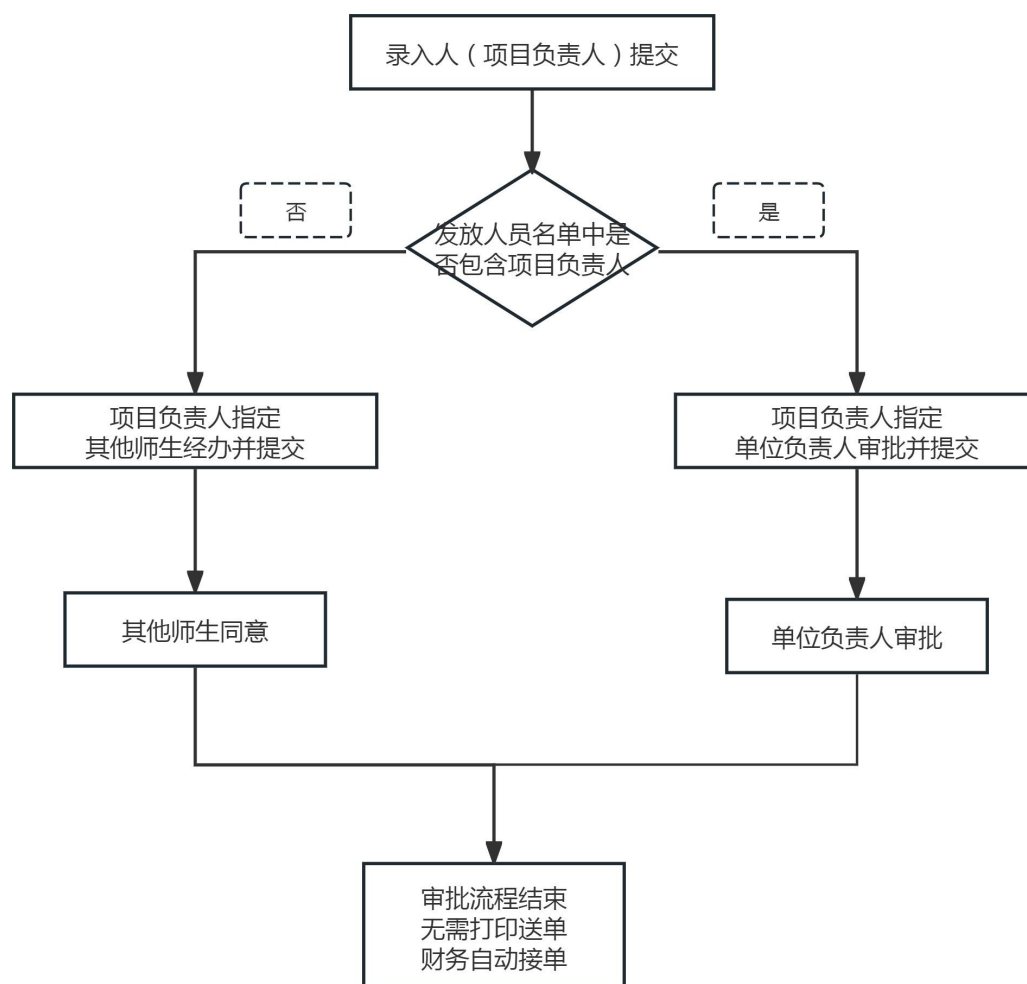 录入人（项目负责人）提交
否
是
发放人员名单中是
否包含项目负责人
项目负责人指定
其他师生经办并提交
项目负责人指定
单位负责人审批并提交
其他师生同意
单位负责人审批
审批流程结束
无需打印送单
财务自动接单